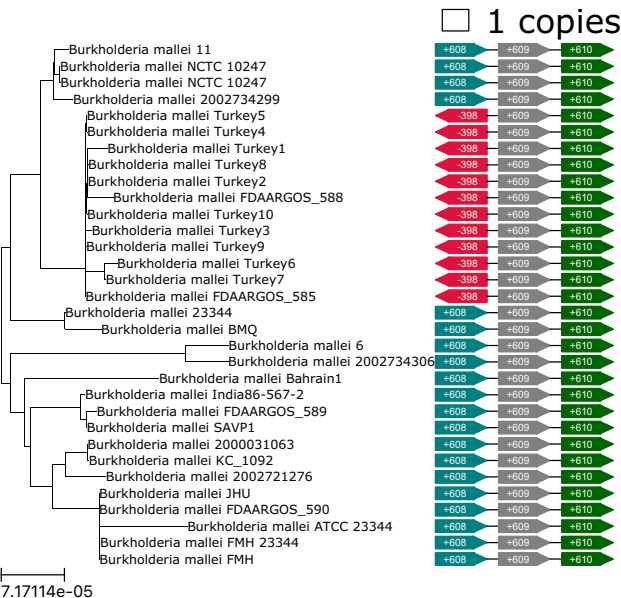 1 copies
Burkholderia mallei 11 +608 +609 +610
Burkholderia mallei NCTC 10247 +608 +609 +610
Burkholderia mallei NCTC 10247 +608 +609 +610
Burkholderia mallei 2002734299 +608 +609 +610
Burkholderia mallei Turkey5 -398 +609 +610
Burkholderia mallei Turkey4 -398 +609 +610
Burkholderia mallei Turkey1 -398 +609 +610
Burkholderia mallei Turkey8 -398 +609 +610
Burkholderia mallei Turkey2 -398 +609 +610
Burkholderia mallei FDAARGOS_588 -398 +609 +610
Burkholderia mallei Turkey10 -398 +609 +610
Burkholderia mallei Turkey3 -398 +609 +610
Burkholderia mallei Turkey9 -398 +609 +610
Burkholderia mallei Turkey6 -398 +609 +610
Burkholderia mallei Turkey7 -398 +609 +610
Burkholderia mallei FDAARGOS_585 -398 +609 +610
Burkholderia mallei 23344 +608 +609 +610
Burkholderia mallei BMQ +608 +609 +610
Burkholderia mallei 6 +608 +609 +610
Burkholderia mallei 2002734306 +608 +609 +610
Burkholderia mallei Bahrain1 +608 +609 +610
Burkholderia mallei India86-567-2 +608 +609 +610
Burkholderia mallei FDAARGOS_589 +608 +609 +610
Burkholderia mallei SAVP1 +608 +609 +610
Burkholderia mallei 2000031063 +608 +609 +610
Burkholderia mallei KC_1092 +608 +609 +610
Burkholderia mallei 2002721276 +608 +609 +610
Burkholderia mallei JHU +608 +609 +610
Burkholderia mallei FDAARGOS_590 +608 +609 +610
Burkholderia mallei ATCC 23344 +608 +609 +610
Burkholderia mallei FMH 23344 +608 +609 +610
Burkholderia mallei FMH +608 +609 +610
7.17114e-05